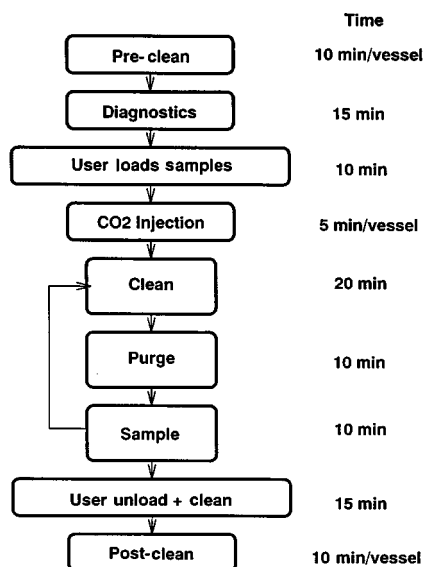 Time
Pre-clean 10 min/vessel
Diagnostics 15 min
User loads samples 10 min
CO2 Injection 5 min/vessel
Clean 20 min
Purge 10 min
Sample 10 min
User unload + clean 15 min
Post-clean 10 min/vessel